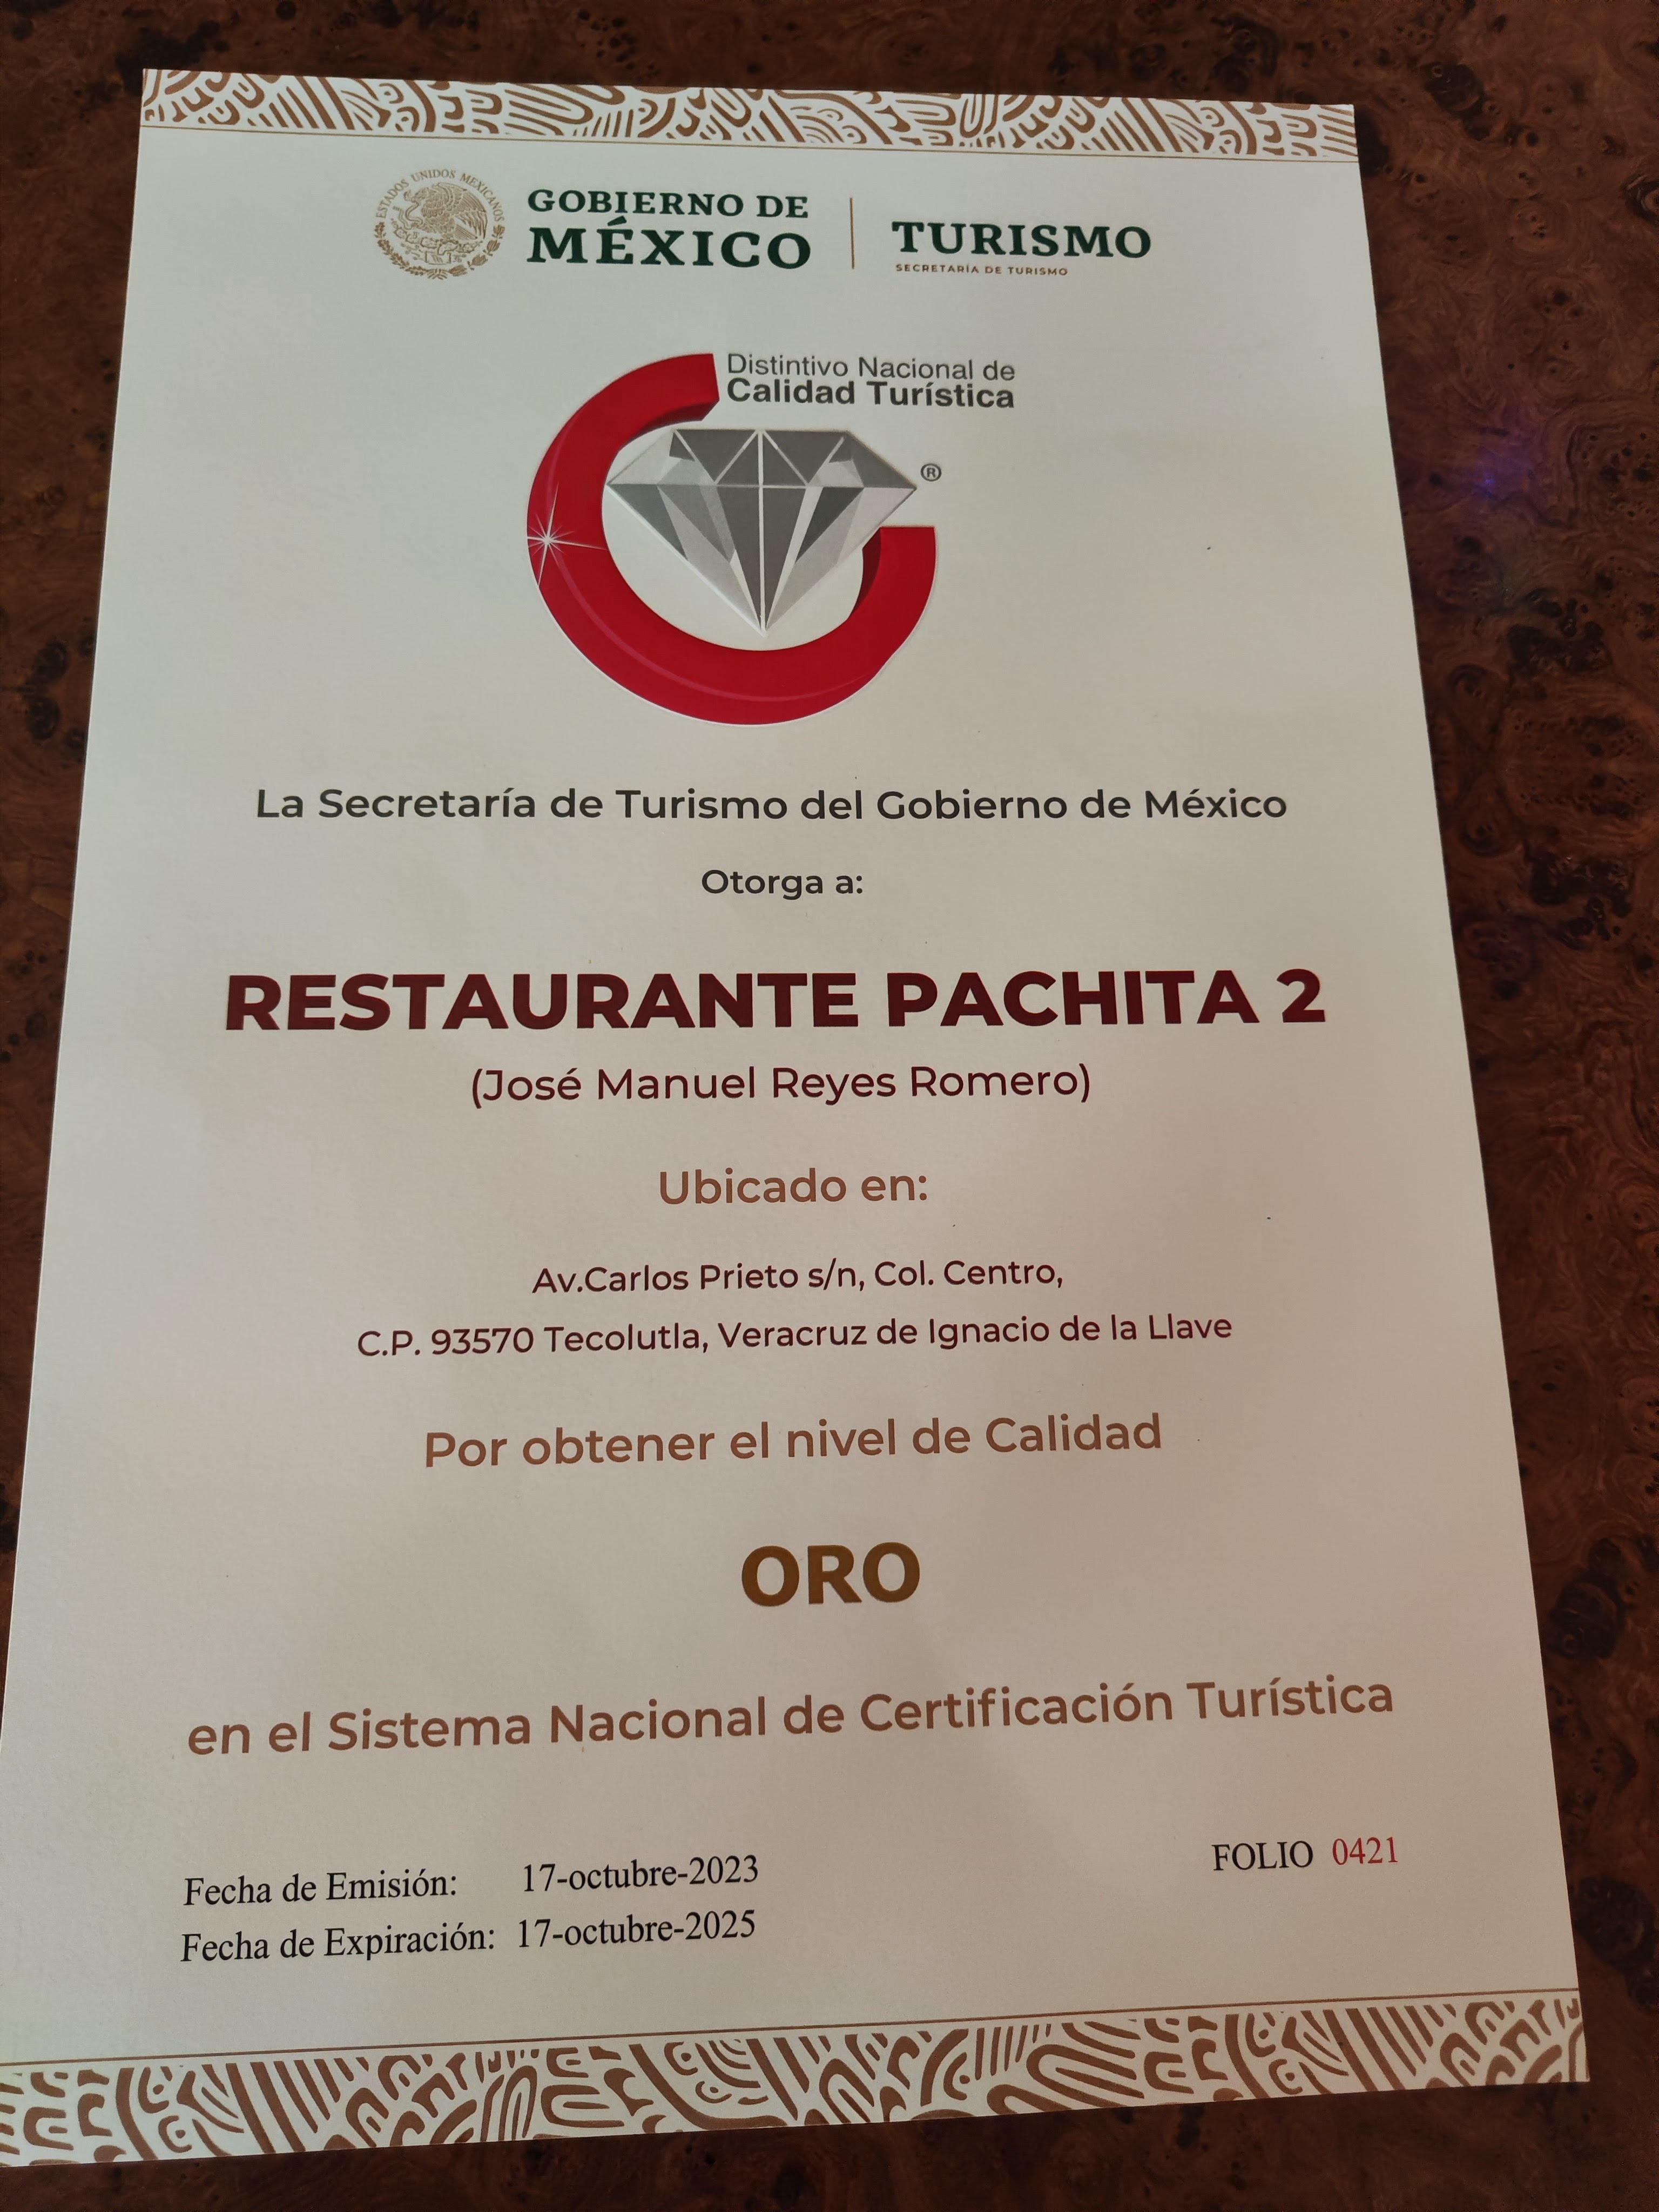 ESTADOS UNIDOS MEXICANOS
GOBIERNO DE
MÉXICO
TURISMO
SECRETARÍA DE TURISMO
Distintivo Nacional de
Calidad Turística
®
La Secretaría de Turismo del Gobierno de México
Otorga a:
RESTAURANTE PACHITA 2
(José Manuel Reyes Romero)
Ubicado en:
Av.Carlos Prieto s/n, Col. Centro,
C.P. 93570 Tecolutla, Veracruz de Ignacio de la Llave
Por obtener el nivel de Calidad
ORO
en el Sistema Nacional de Certificación Turística
Fecha de Emisión: 17-octubre-2023
FOLIO 0421
Fecha de Expiración: 17-octubre-2025